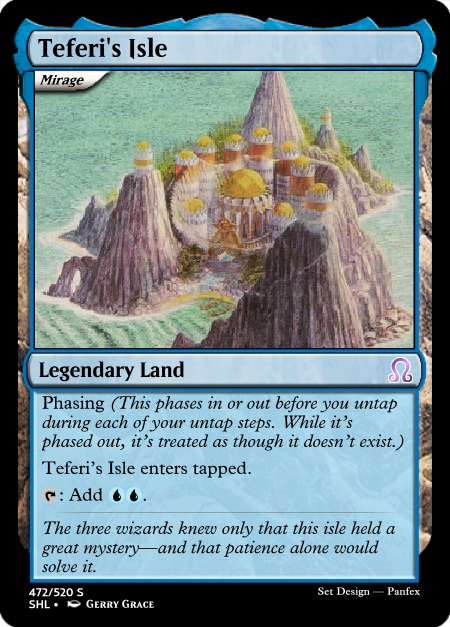 Teferi's Isle
Mirage
Legendary Land
Phasing (This phases in or out before you untap
during each of your untap steps. While it's
phased out, it's treated as though it doesn't exist.)
Teferi's Isle enters tapped.
: Add .
The three wizards knew only that this isle held a
great mystery—and that patience alone would
solve it.
472/520 S
Set Design — Panfex
SHL • Gerry Grace